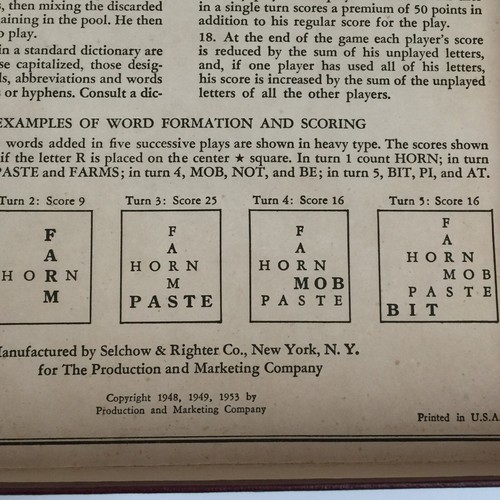 , then mixing the discarded
aining in the pool. He then
o play.
in a standard dictionary are
se capitalized, those desig-
ls, abbreviations and words
or hyphens. Consult a dic-
in a single turn scores a premium of 50 points in
addition to his regular score for the play.
18. At the end of the game each player's score
is reduced by the sum of his unplayed letters,
and, if one player has used all of his letters,
his score is increased by the sum of the unplayed
letters of all the other players.
EXAMPLES OF WORD FORMATION AND SCORING
words added in five successive plays are shown in heavy type. The scores shown
if the letter R is placed on the center ★ square. In turn 1 count HORN; in turn
PASTE and FARMS; in turn 4, MOB, NOT, and BE; in turn 5, BIT, PI, and AT.
Turn 2: Score 9
F
A
HORN
M
Turn 3: Score 25
F
A
HORN
M
PASTE
Turn 4: Score 16
F
A
HORN
MOB
PASTE
Turn 5: Score 16
F
A
HORN
MOB
PASTE
BIT
Manufactured by Selchow & Righter Co., New York, N. Y.
for The Production and Marketing Company
Copyright 1948, 1949, 1953 by
Production and Marketing Company
Printed in U.S.A.